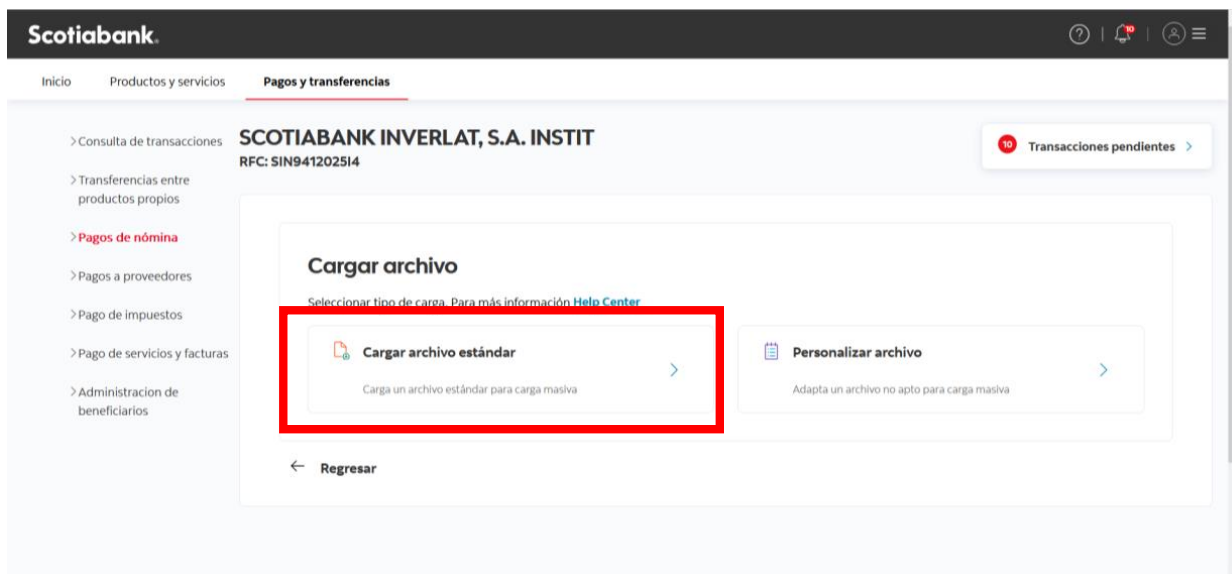 Scotiabank.
10
Inicio Productos y servicios Pagos y transferencias
Consulta de transacciones
Transferencias entre
productos propios
Pagos de nómina
Pagos a proveedores
Pago de impuestos
Pago de servicios y facturas
Administracion de
beneficiarios
SCOTIABANK INVERLAT, S.A. INSTIT
RFC: SIN9412025I4
10 Transacciones pendientes
Cargar archivo
Seleccionar tipo de carga. Para más información Help Center
Cargar archivo estándar
Carga un archivo estándar para carga masiva
Personalizar archivo
Adapta un archivo no apto para carga masiva
Regresar